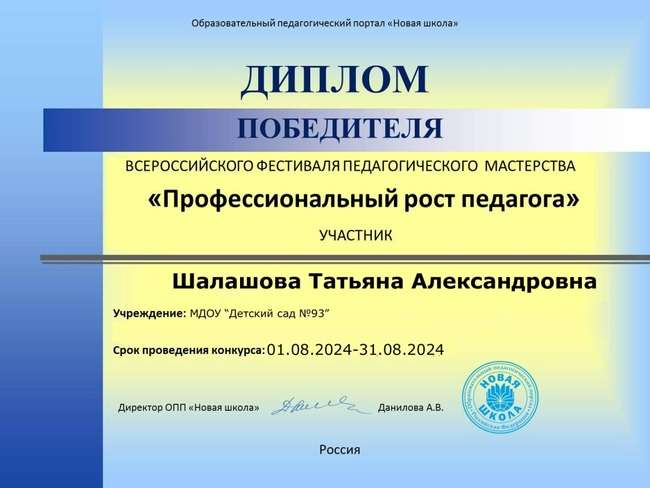 Образовательный педагогический портал «Новая школа»
ДИПЛОМ
ПОБЕДИТЕЛЯ
ВСЕРОССИЙСКОГО ФЕСТИВАЛЯ ПЕДАГОГИЧЕСКОГО МАСТЕРСТВА
«Профессиональный рост педагога»
УЧАСТНИК
Шалашова Татьяна Александровна
Учреждение: МДОУ “Детский сад №93”
Срок проведения конкурса: 01.08.2024-31.08.2024
Директор ОПП «Новая школа» Данилова А.В.
НОВАЯ
ШКОЛА
Россия